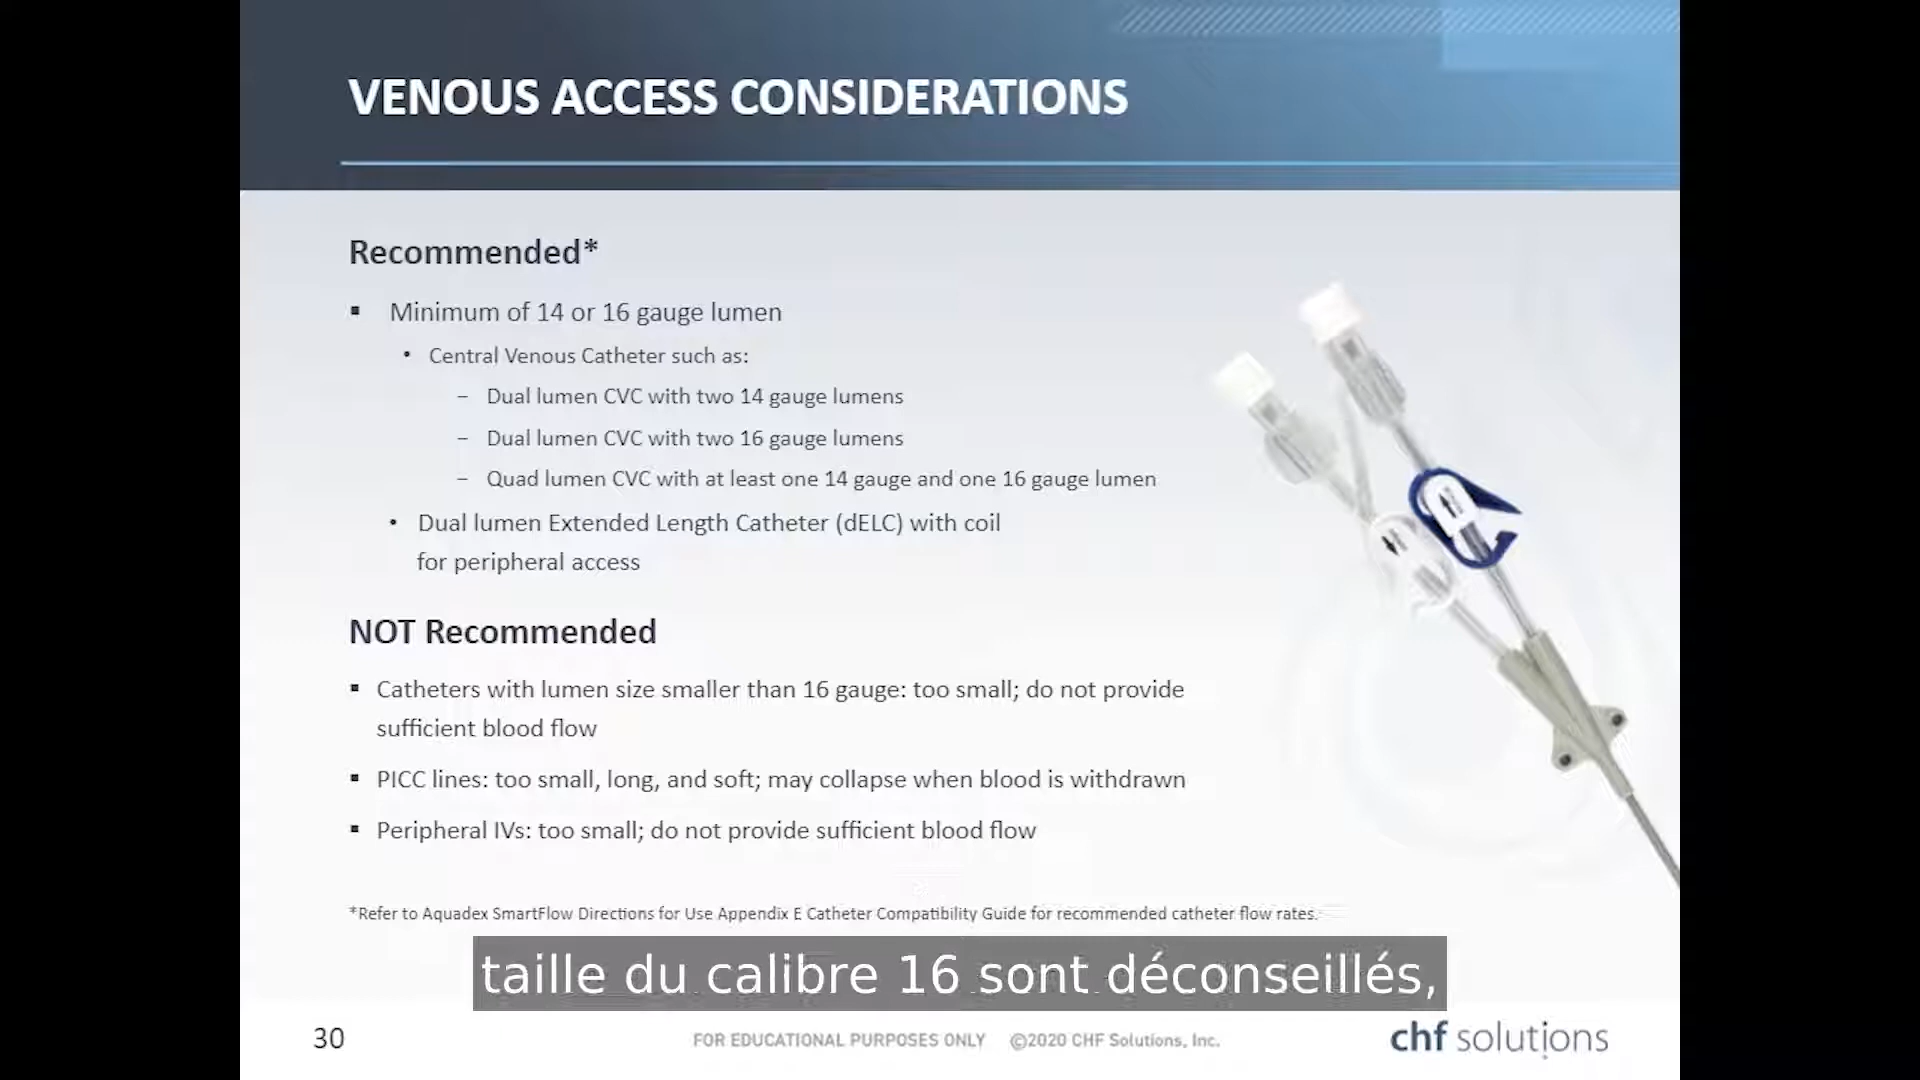 VENOUS ACCESS CONSIDERATIONS
Recommended*
▪ Minimum of 14 or 16 gauge lumen
• Central Venous Catheter such as:
– Dual lumen CVC with two 14 gauge lumens
– Dual lumen CVC with two 16 gauge lumens
– Quad lumen CVC with at least one 14 gauge and one 16 gauge lumen
• Dual lumen Extended Length Catheter (dELC) with coil
for peripheral access
NOT Recommended
▪ Catheters with lumen size smaller than 16 gauge: too small; do not provide
sufficient blood flow
▪ PICC lines: too small, long, and soft; may collapse when blood is withdrawn
▪ Peripheral IVs: too small; do not provide sufficient blood flow
*Refer to Aquadex SmartFlow Directions for Use Appendix E Catheter Compatibility Guide for recommended catheter flow rates.
taille du calibre 16 sont déconseillés,
30
FOR EDUCATIONAL PURPOSES ONLY ©2020 CHF Solutions, Inc.
chf solutions